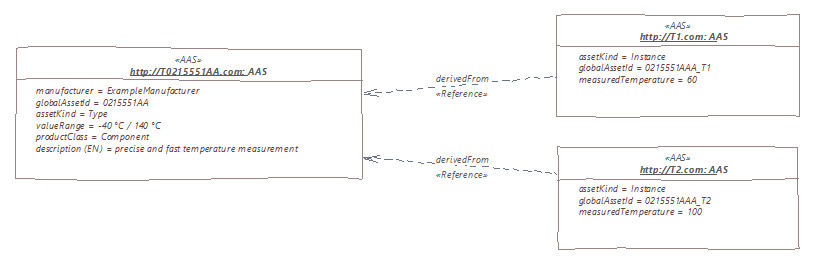 «AAS»
http://T0215551AA.com: AAS
manufacturer = ExampleManufacturer
globalAssetId = 0215551AA
assetKind = Type
valueRange = -40 °C / 140 °C
productClass = Component
description (EN) = precise and fast temperature measurement
derivedFrom
«Reference»
derivedFrom
«Reference»
«AAS»
http://T1.com: AAS
assetKind = Instance
globalAssetId = 0215551AAA_T1
measuredTemperature = 60
«AAS»
http://T2.com: AAS
assetKind = Instance
globalAssetId = 0215551AAA_T2
measuredTemperature = 100